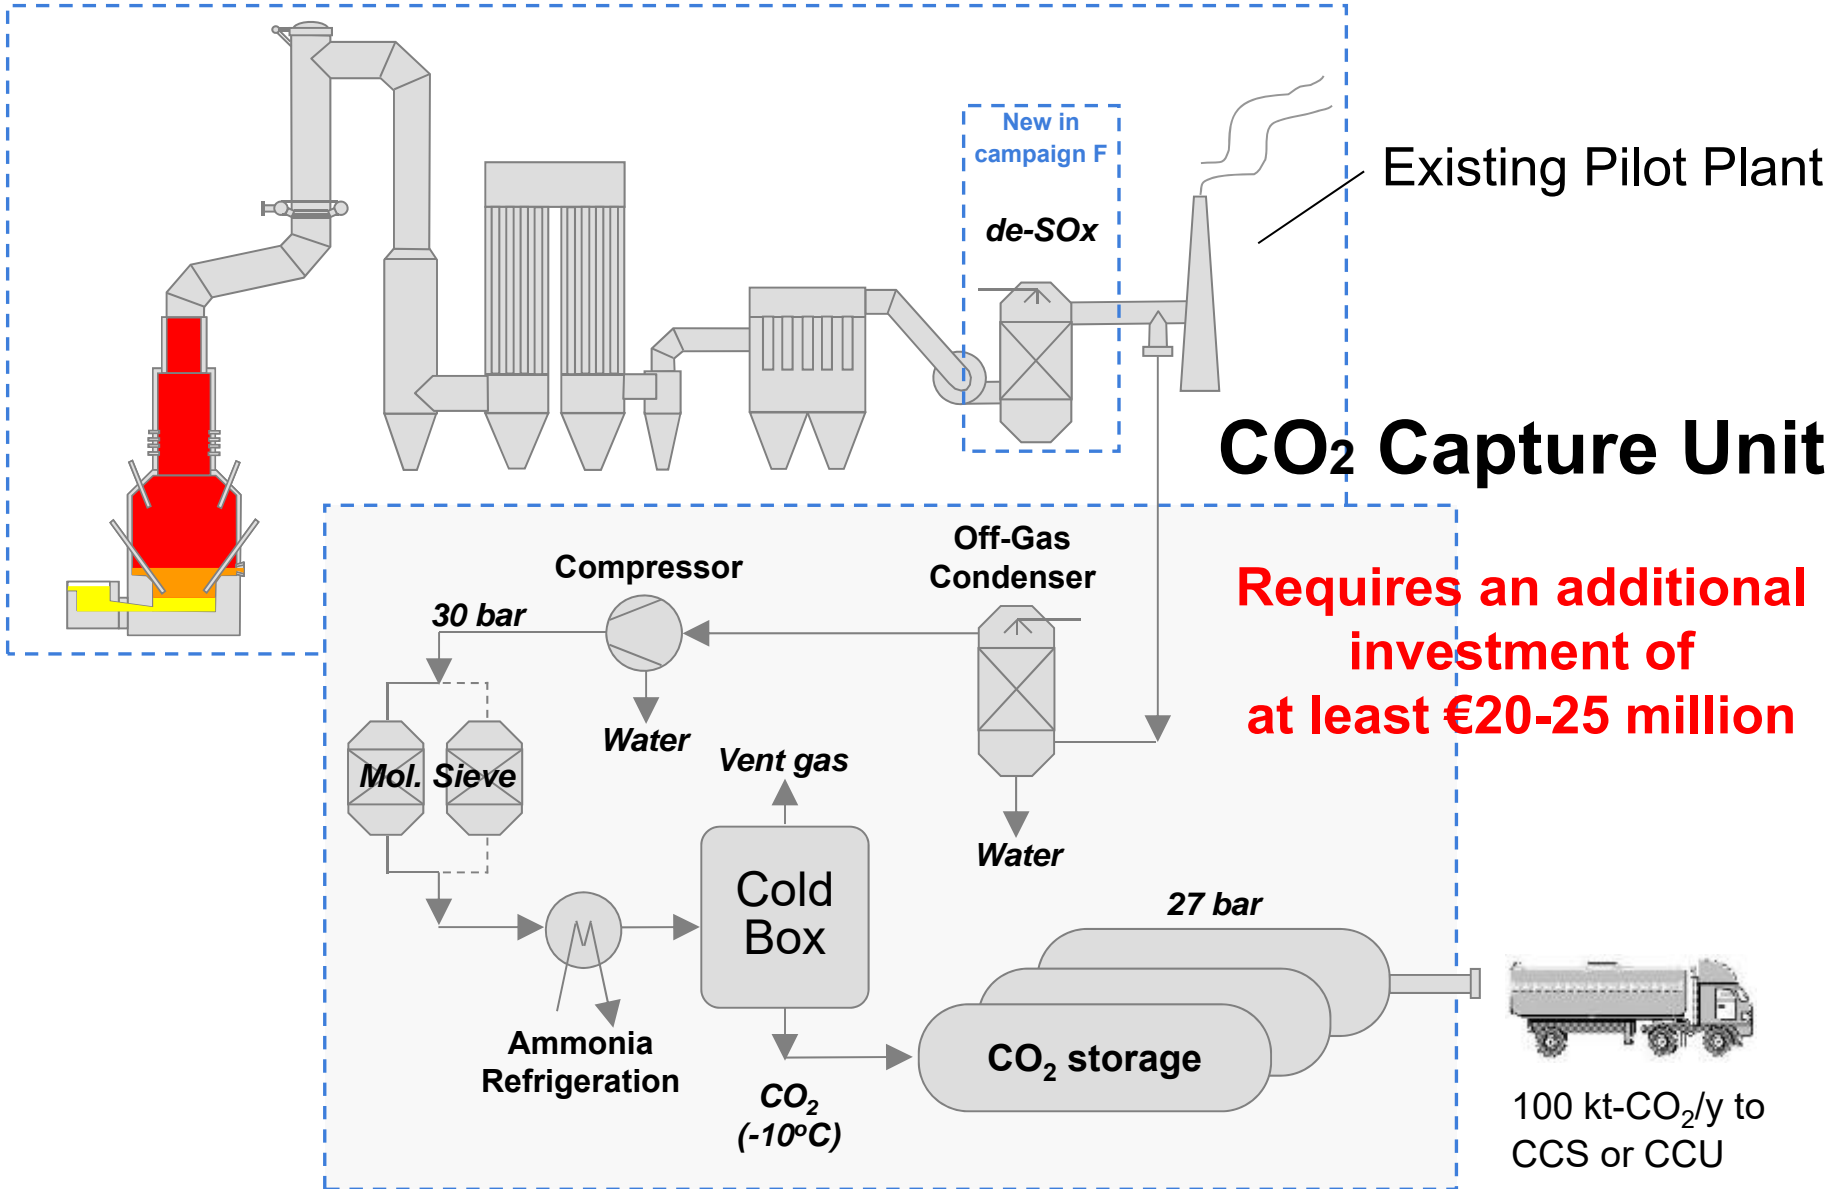 New in
campaign F
de-SOx
Existing Pilot Plant
CO₂ Capture Unit
Requires an additional
investment of
at least €20-25 million
Off-Gas
Condenser
Compressor
30 bar
Water
Vent gas
Mol. Sieve
Water
Cold
Box
27 bar
Ammonia
Refrigeration
CO₂ storage
CO₂
(-10°C)
100 kt-CO₂/y to
CCS or CCU